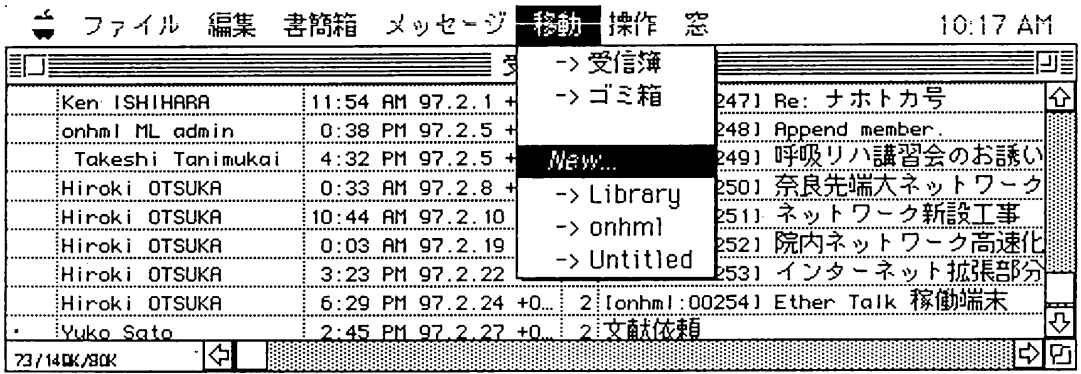 ファイル 編集 書簡箱 メッセージ 移動 操作 窓 10:17 AM
-> 受信簿
-> ゴミ箱
New...
-> Library
-> onhml
-> Untitled
受
Ken ISHIHARA 11:54 AM 97.2.1 + 247] Re: ナホトカ号
onhml ML admin 0:38 PM 97.2.5 + 248] Append member.
Takeshi Tanimukai 4:32 PM 97.2.5 + 249] 呼吸リハ講習会のお誘い
Hiroki OTSUKA 0:33 AM 97.2.8 + 250] 奈良先端大ネットワーク
Hiroki OTSUKA 10:44 AM 97.2.10 251] ネットワーク新設工事
Hiroki OTSUKA 0:03 AM 97.2.19 252] 院内ネットワーク高速化
Hiroki OTSUKA 3:23 PM 97.2.22 253] インターネット拡張部分
Hiroki OTSUKA 6:29 PM 97.2.24 +0… 2 [onhml:00254] Ether Talk 稼働端末
・ Yuko Sato 2:45 PM 97.2.27 +0… 2 文献依頼
73/140K/80K